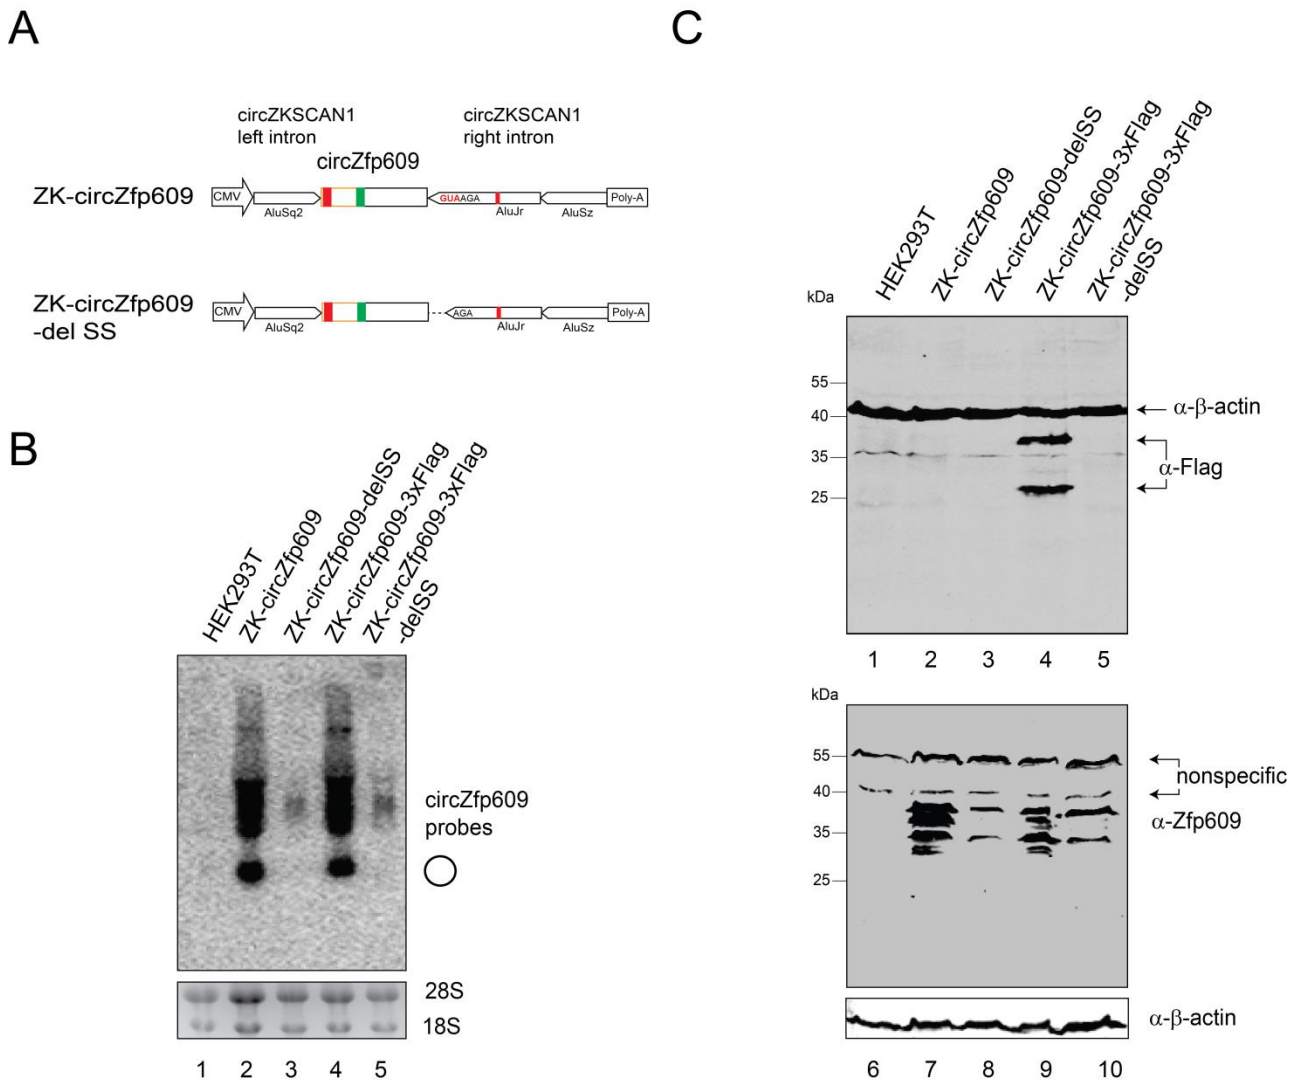 A
circZKSCAN1
left intron
circZKSCAN1
right intron
circZfp609
ZK-circZfp609
CMV
AluSq2
GUAAGA
AluJr
AluSz
Poly-A
ZK-circZfp609
-del SS
CMV
AluSq2
AGA
AluJr
AluSz
Poly-A
B
HEK293T
ZK-circZfp609
ZK-circZfp609-delSS
ZK-circZfp609-3xFlag
ZK-circZfp609-3xFlag
-delSS
circZfp609
probes
28S
18S
1 2 3 4 5
C
HEK293T
ZK-circZfp609
ZK-circZfp609-delSS
ZK-circZfp609-3xFlag
ZK-circZfp609-3xFlag
-delSS
kDa
55
40
35
25
α-β-actin
α-Flag
1 2 3 4 5
kDa
55
40
35
25
nonspecific
α-Zfp609
α-β-actin
6 7 8 9 10